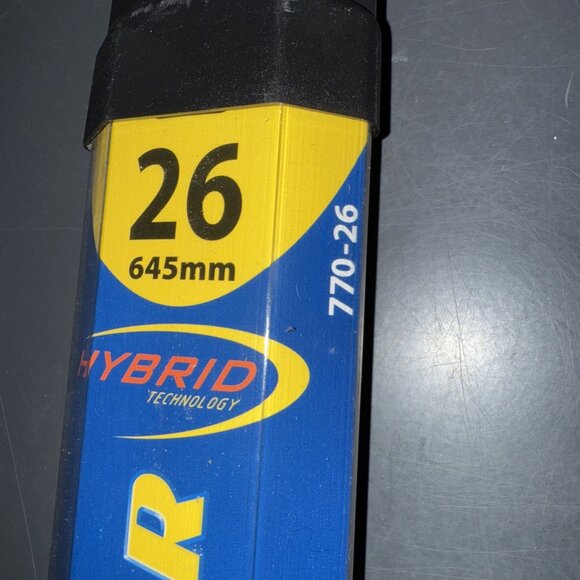 26
645mm
770-26
HYBRID
TECHNOLOGY
R